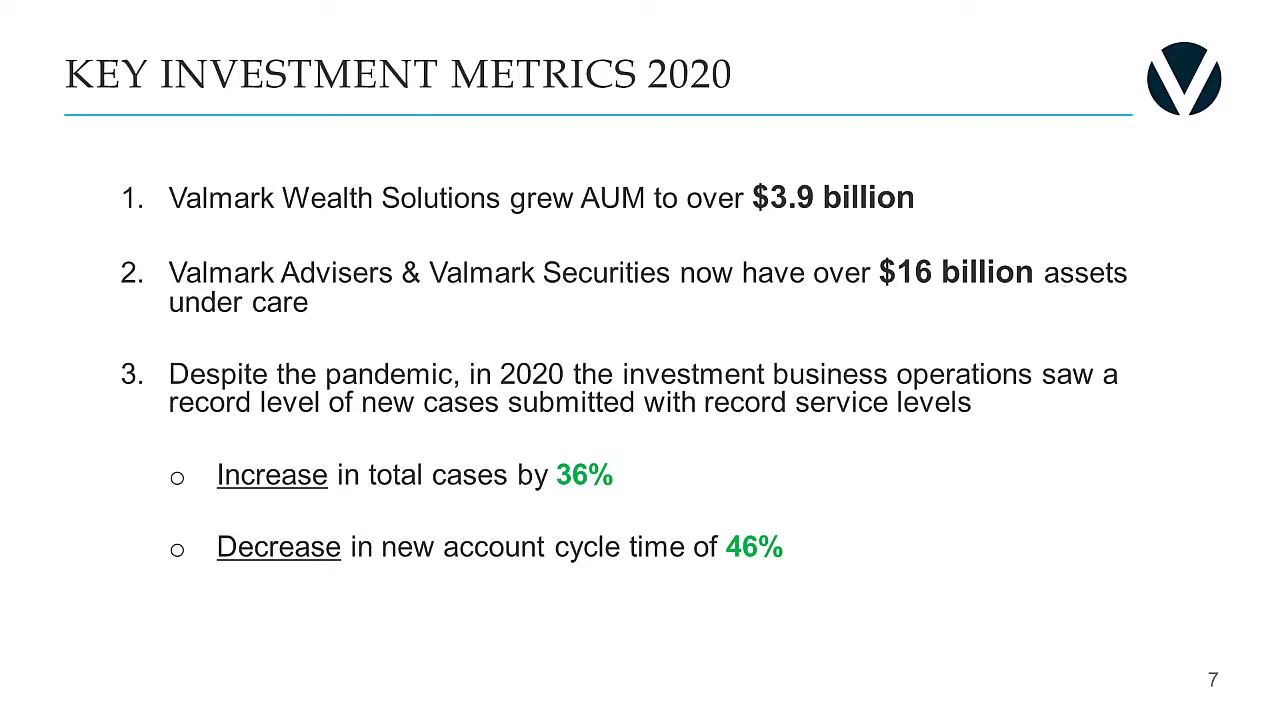 KEY INVESTMENT METRICS 2020
1. Valmark Wealth Solutions grew AUM to over $3.9 billion
2. Valmark Advisers & Valmark Securities now have over $16 billion assets
under care
3. Despite the pandemic, in 2020 the investment business operations saw a
record level of new cases submitted with record service levels
o Increase in total cases by 36%
o Decrease in new account cycle time of 46%
7